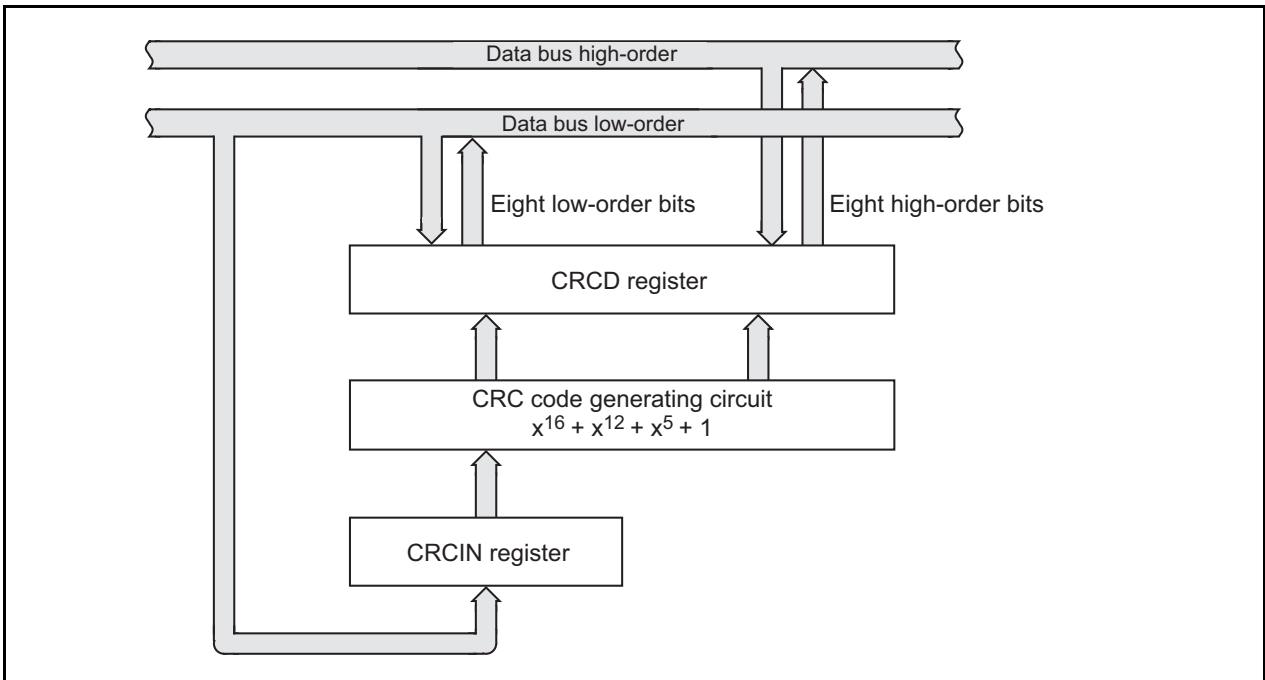 Data bus high-order
Data bus low-order
Eight low-order bits
Eight high-order bits
CRCD register
CRC code generating circuit
x16 + x12 + x5 + 1
CRCIN register